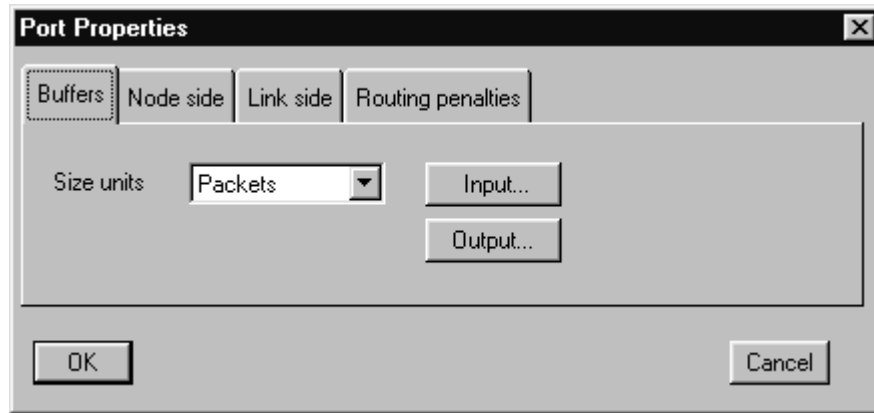 Port Properties
Buffers Node side Link side Routing penalties
Size units Packets Input...
Output...
OK Cancel